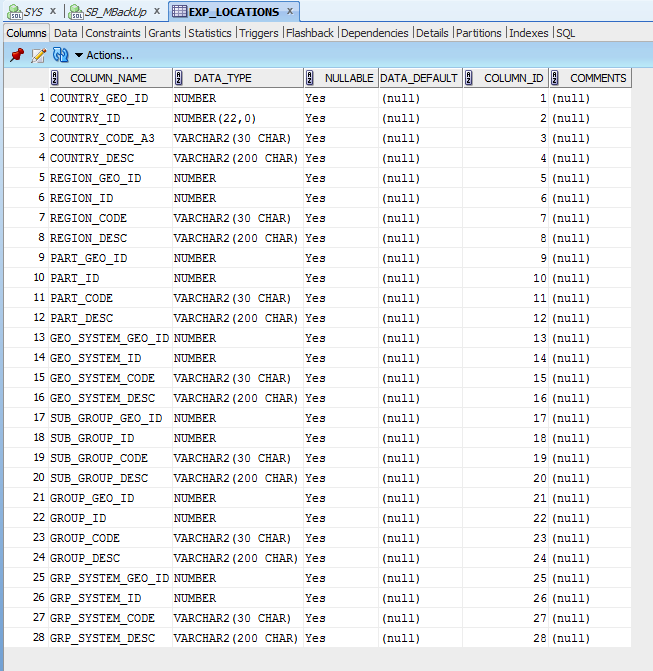 SYS x SB_MBackUp x EXP_LOCATIONS x
Columns Data Constraints Grants Statistics Triggers Flashback Dependencies Details Partitions Indexes SQL
Actions...
COLUMN_NAME DATA_TYPE NULLABLE DATA_DEFAULT COLUMN_ID COMMENTS
1 COUNTRY_GEO_ID NUMBER Yes (null) 1 (null)
2 COUNTRY_ID NUMBER(22,0) Yes (null) 2 (null)
3 COUNTRY_CODE_A3 VARCHAR2(30 CHAR) Yes (null) 3 (null)
4 COUNTRY_DESC VARCHAR2(200 CHAR) Yes (null) 4 (null)
5 REGION_GEO_ID NUMBER Yes (null) 5 (null)
6 REGION_ID NUMBER Yes (null) 6 (null)
7 REGION_CODE VARCHAR2(30 CHAR) Yes (null) 7 (null)
8 REGION_DESC VARCHAR2(200 CHAR) Yes (null) 8 (null)
9 PART_GEO_ID NUMBER Yes (null) 9 (null)
10 PART_ID NUMBER Yes (null) 10 (null)
11 PART_CODE VARCHAR2(30 CHAR) Yes (null) 11 (null)
12 PART_DESC VARCHAR2(200 CHAR) Yes (null) 12 (null)
13 GEO_SYSTEM_GEO_ID NUMBER Yes (null) 13 (null)
14 GEO_SYSTEM_ID NUMBER Yes (null) 14 (null)
15 GEO_SYSTEM_CODE VARCHAR2(30 CHAR) Yes (null) 15 (null)
16 GEO_SYSTEM_DESC VARCHAR2(200 CHAR) Yes (null) 16 (null)
17 SUB_GROUP_GEO_ID NUMBER Yes (null) 17 (null)
18 SUB_GROUP_ID NUMBER Yes (null) 18 (null)
19 SUB_GROUP_CODE VARCHAR2(30 CHAR) Yes (null) 19 (null)
20 SUB_GROUP_DESC VARCHAR2(200 CHAR) Yes (null) 20 (null)
21 GROUP_GEO_ID NUMBER Yes (null) 21 (null)
22 GROUP_ID NUMBER Yes (null) 22 (null)
23 GROUP_CODE VARCHAR2(30 CHAR) Yes (null) 23 (null)
24 GROUP_DESC VARCHAR2(200 CHAR) Yes (null) 24 (null)
25 GRP_SYSTEM_GEO_ID NUMBER Yes (null) 25 (null)
26 GRP_SYSTEM_ID NUMBER Yes (null) 26 (null)
27 GRP_SYSTEM_CODE VARCHAR2(30 CHAR) Yes (null) 27 (null)
28 GRP_SYSTEM_DESC VARCHAR2(200 CHAR) Yes (null) 28 (null)